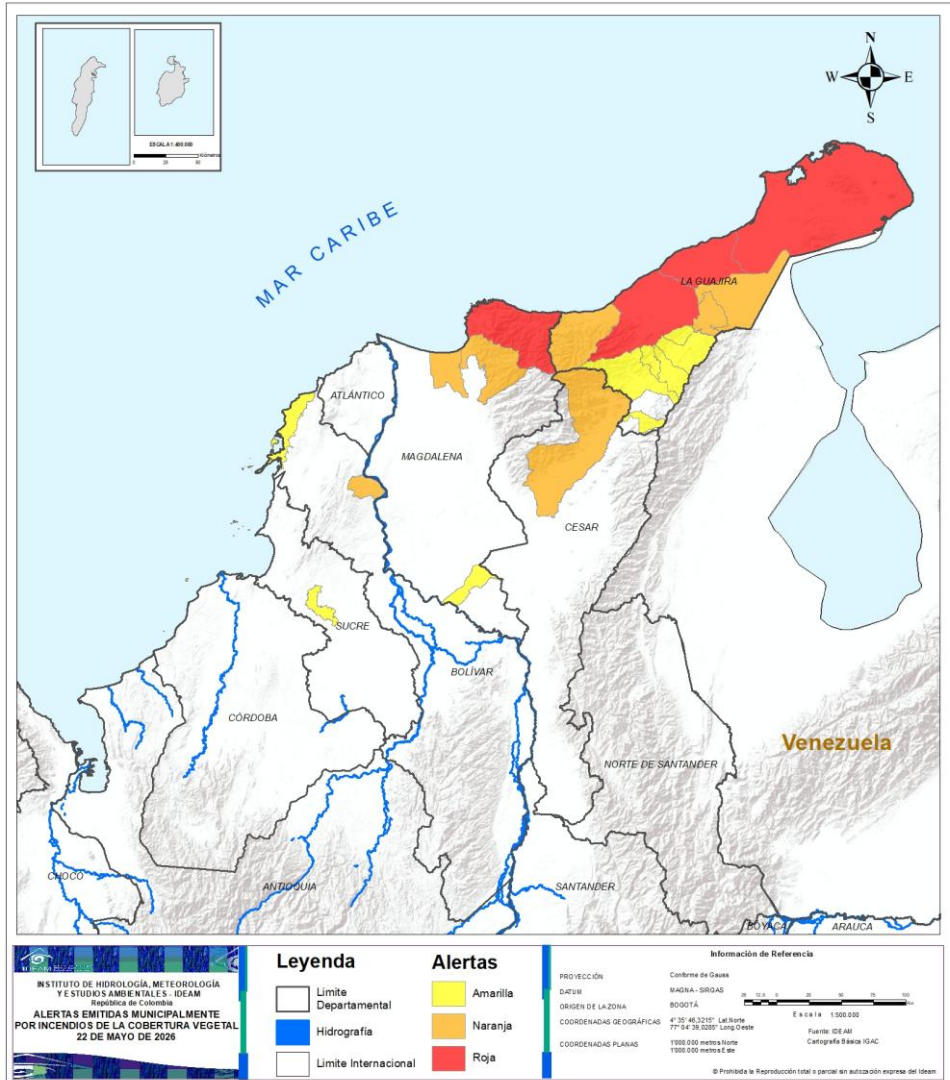 ESCALA 1:400.000
Kilómetros
0 20 50
N
W E
S
MAR CARIBE
LA GUAJIRA
ATLÁNTICO
MAGDALENA
CESAR
SUCRE
BOLÍVAR
CÓRDOBA
Venezuela
NORTE DE SANTANDER
CHOCÓ
ANTIOQUIA
SANTANDER
BOYACÁ
ARAUCA
IDEAM
INSTITUTO DE HIDROLOGÍA, METEOROLOGÍA
Y ESTUDIOS AMBIENTALES - IDEAM
República de Colombia
ALERTAS EMITIDAS MUNICIPALMENTE
POR INCENDIOS DE LA COBERTURA VEGETAL
22 DE MAYO DE 2026
Leyenda
Limite
Departamental
Hidrografía
Limite Internacional
Alertas
Amarilla
Naranja
Roja
Información de Referencia
PROYECCIÓN Conforme de Gauss
DATUM MAGNA - SIRGAS
ORIGEN DE LA ZONA BOGOTÁ
COORDENADAS GEOGRÁFICAS 4° 35' 46,3215" Lat.Norte
77° 04' 39,0285" Long.Oeste
COORDENADAS PLANAS 1'000.000 metros Norte
1'000.000 metros Este
Escala 1:500.000
Fuente: IDEAM
Cartografía Básica IGAC
© Prohibida la Reproducción total o parcial sin autozación expresa del Ideam